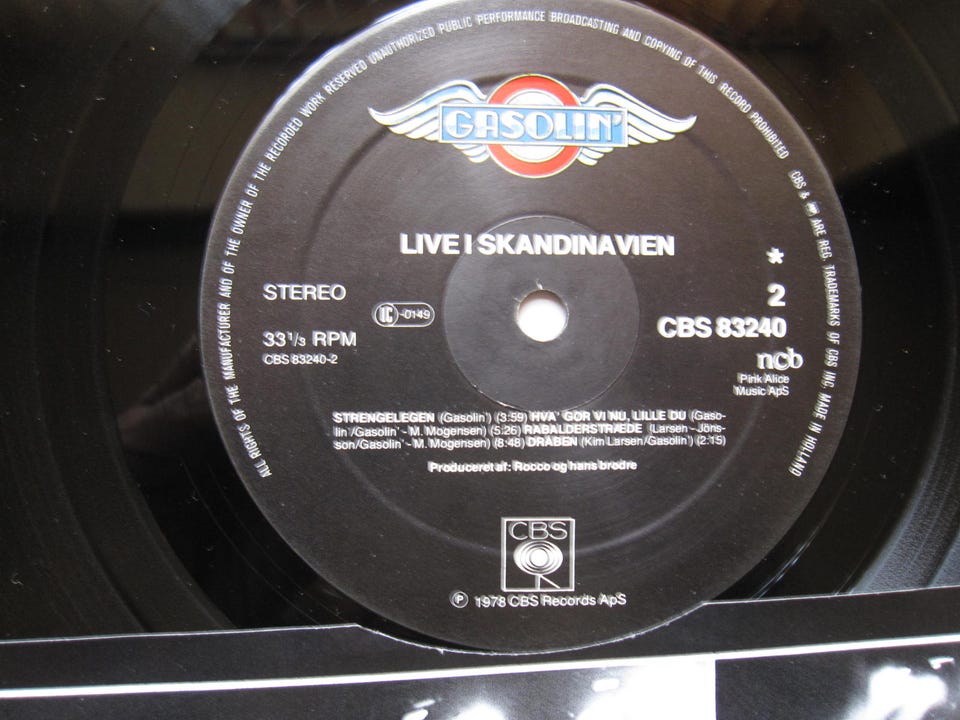 ALL RIGHTS OF THE MANUFACTURER AND OF THE OWNER OF THE RECORDED WORK RESERVED UNAUTHORIZED PUBLIC PERFORMANCE BROADCASTING AND COPYING OF THIS RECORD PROHIBITED CBS & ARE REG. TRADEMARKS OF CBS INC. MADE IN HOLLAND
GASOLIN'
LIVE I SKANDINAVIEN
STEREO
*
2
LC -0149
33 1/3 RPM
CBS 83240
CBS 83240-2
ncb
Pink Alice
Music ApS
STRENGELEGEN (Gasolin') (3:59) HVA' GØR VI NU, LILLE DU (Gaso-
lin'/Gasolin' - M. Mogensen) (5:26) RABALDERSTRÆDE (Larsen - Jöns-
son/Gasolin' - M. Mogensen) (8:48) DRÅBEN (Kim Larsen/Gasolin') (2:15)
Produceret af: Rocco og hans brødre
CBS
Ⓟ 1978 CBS Records ApS